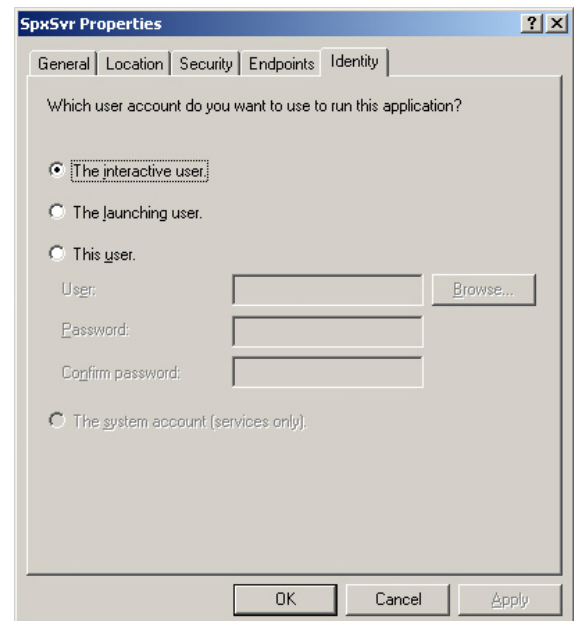 SpxSvr Properties
General Location Security Endpoints Identity
Which user account do you want to use to run this application?
The interactive user.
The launching user.
This user.
User:
Browse...
Password:
Confirm password:
The system account (services only).
OK Cancel Apply